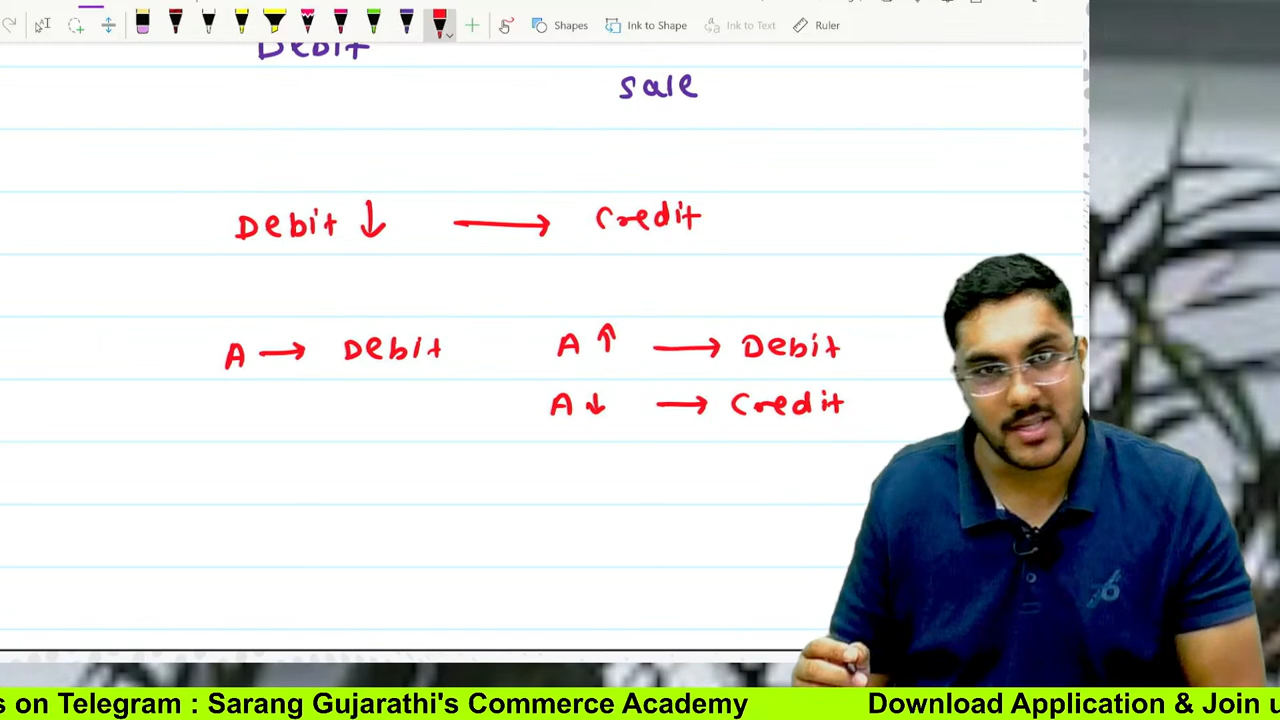 Shapes Ink to Shape Ink to Text Ruler
Debit
sale
Debit ↓ → Credit
A → Debit A ↑ → Debit
A ↓ → Credit
s on Telegram : Sarang Gujarathi's Commerce Academy Download Application & Join u